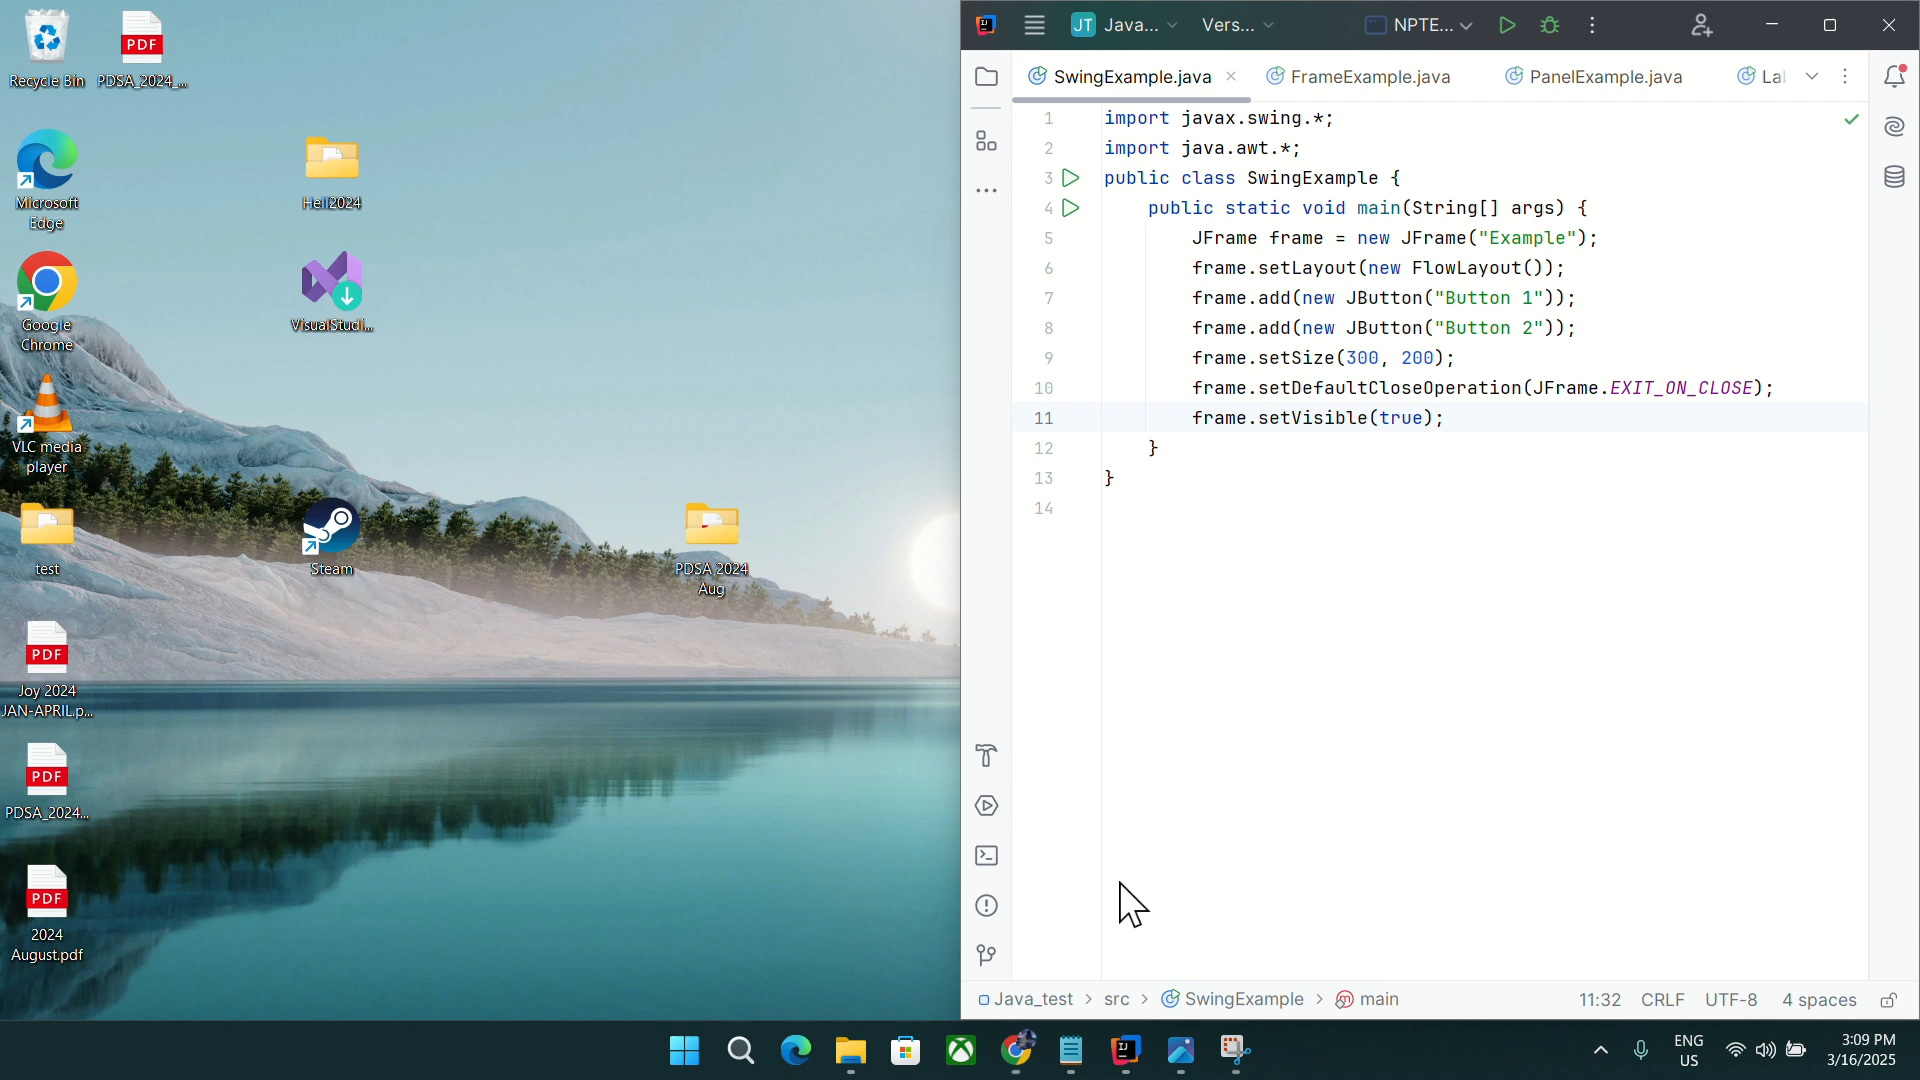 Recycle Bin
PDSA_2024_...
Microsoft
Edge
Hell2024
Google
Chrome
VisualStudi...
VLC media
player
test
Steam
PDSA 2024
Aug
Joy 2024
JAN-APRIL.p...
PDSA_2024...
2024
August.pdf
PDF
PDF
PDF
PDF
JT Java... Vers... NPTE...
SwingExample.java FrameExample.java PanelExample.java La
1 import javax.swing.*;
2 import java.awt.*;
3 public class SwingExample {
4 public static void main(String[] args) {
5 JFrame frame = new JFrame("Example");
6 frame.setLayout(new FlowLayout());
7 frame.add(new JButton("Button 1"));
8 frame.add(new JButton("Button 2"));
9 frame.setSize(300, 200);
10 frame.setDefaultCloseOperation(JFrame.EXIT_ON_CLOSE);
11 frame.setVisible(true);
12 }
13 }
14
Java_test > src > SwingExample > main 11:32 CRLF UTF-8 4 spaces
ENG
US
3:09 PM
3/16/2025